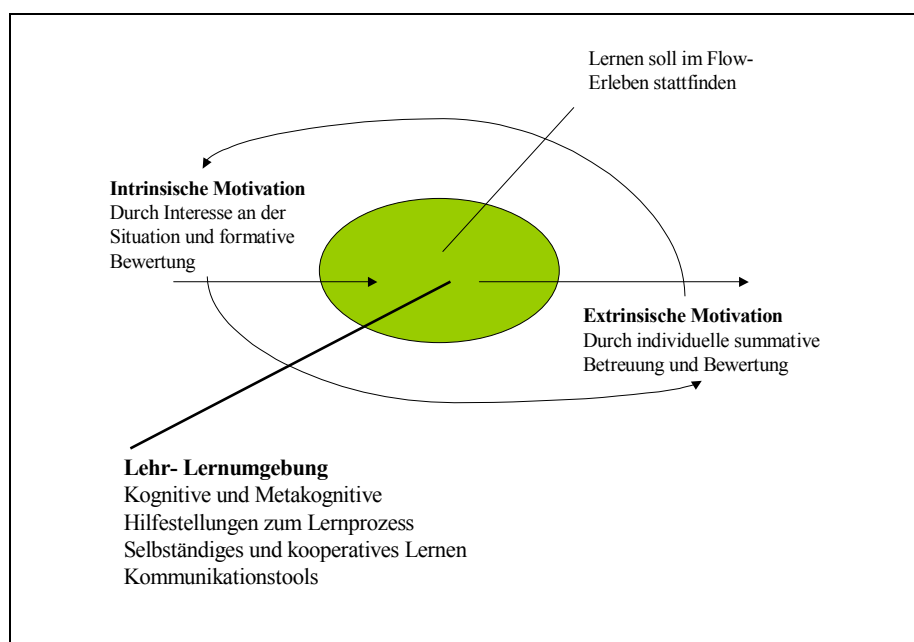 Lernen soll im Flow-
Erleben stattfinden
Intrinsische Motivation
Durch Interesse an der
Situation und formative
Bewertung
Extrinsische Motivation
Durch individuelle summative
Betreuung und Bewertung
Lehr- Lernumgebung
Kognitive und Metakognitive
Hilfestellungen zum Lernprozess
Selbständiges und kooperatives Lernen
Kommunikationstools